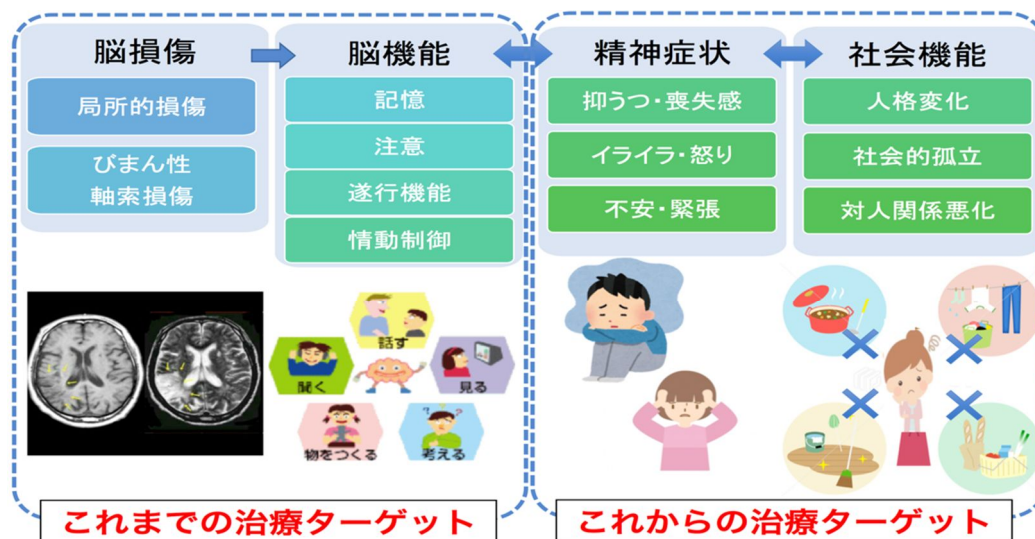 脳損傷
局所的損傷
びまん性
軸索損傷
脳機能
記憶
注意
遂行機能
情動制御
精神症状
抑うつ・喪失感
イライラ・怒り
不安・緊張
社会機能
人格変化
社会的孤立
対人関係悪化
話す
聞く
見る
物をつくる
考える
これまでの治療ターゲット
これからの治療ターゲット